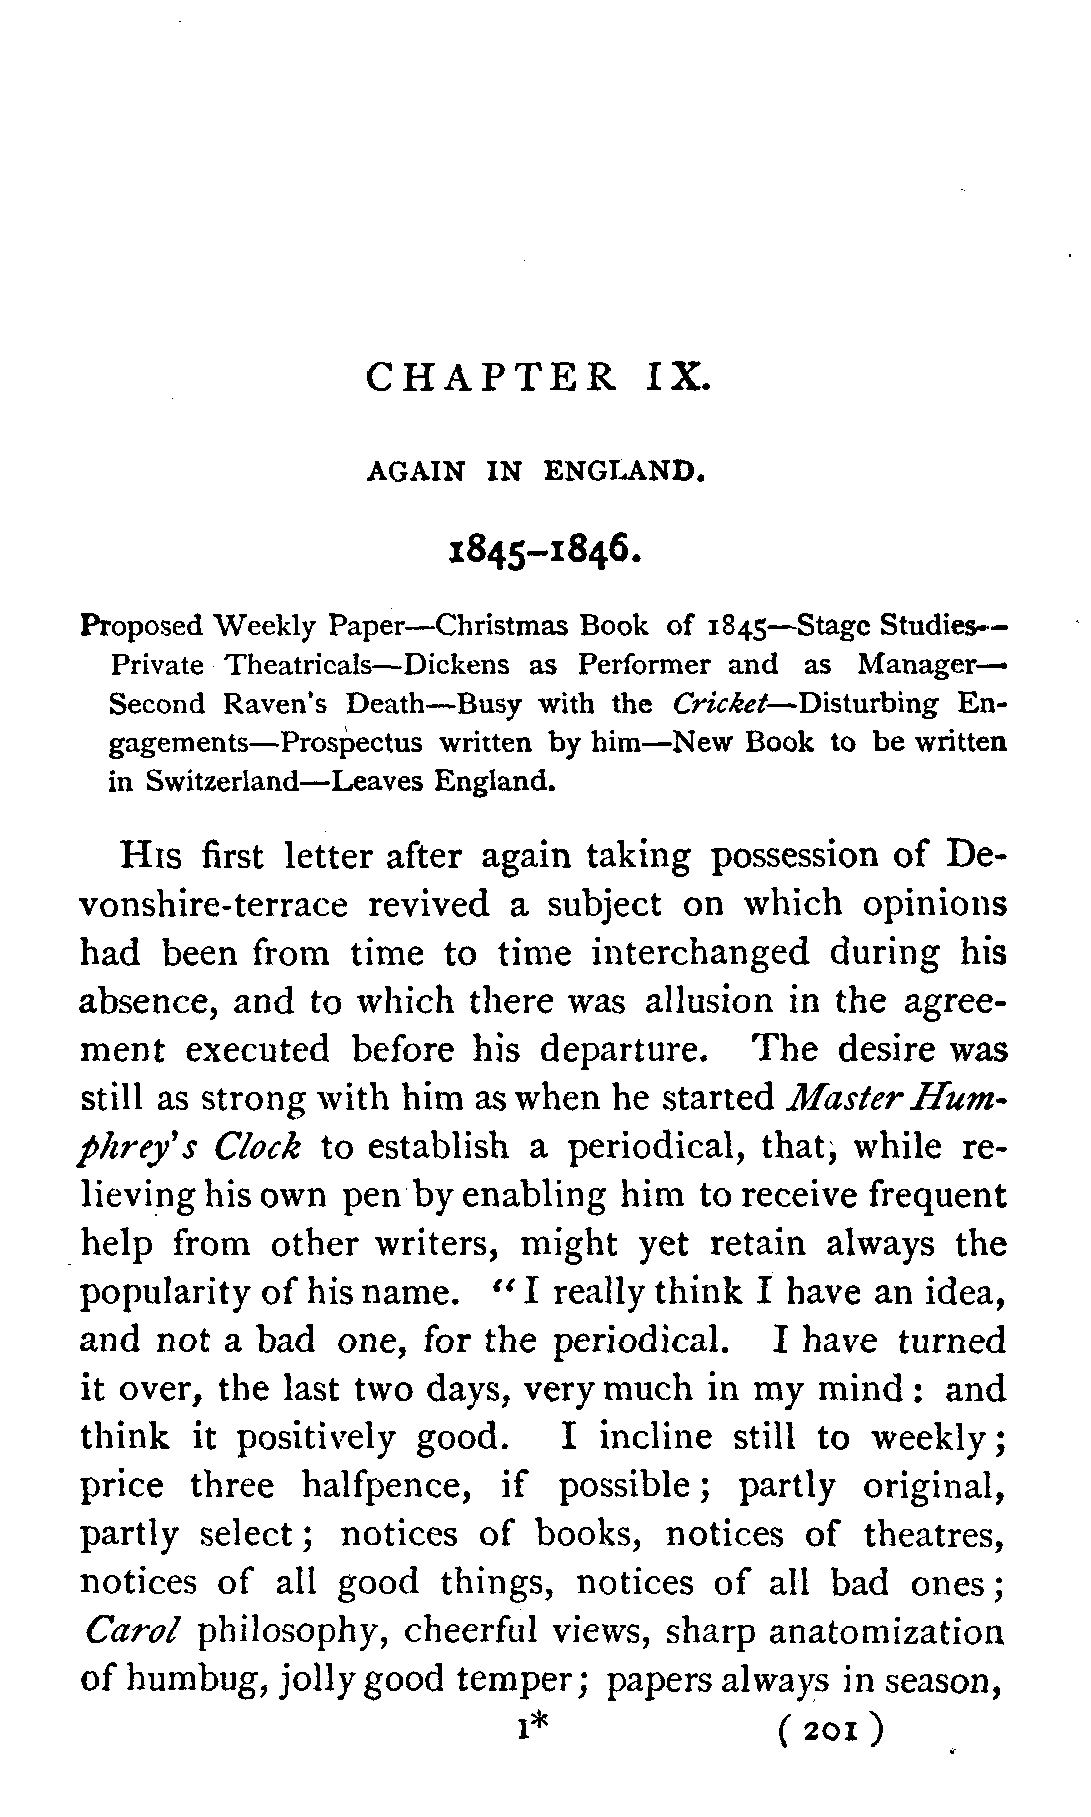 CHAPTER IX.
AGAIN IN ENGLAND.
1845–1846.
Proposed Weekly Paper—Christmas Book of 1845—Stage Studies—
Private Theatricals—Dickens as Performer and as Manager—
Second Raven's Death—Busy with the Cricket—Disturbing En-
gagements—Prospectus written by him—New Book to be written
in Switzerland—Leaves England.
His first letter after again taking possession of De-
vonshire-terrace revived a subject on which opinions
had been from time to time interchanged during his
absence, and to which there was allusion in the agree-
ment executed before his departure. The desire was
still as strong with him as when he started Master Hum-
phrey's Clock to establish a periodical, that, while re-
lieving his own pen by enabling him to receive frequent
help from other writers, might yet retain always the
popularity of his name. “I really think I have an idea,
and not a bad one, for the periodical. I have turned
it over, the last two days, very much in my mind: and
think it positively good. I incline still to weekly;
price three halfpence, if possible; partly original,
partly select; notices of books, notices of theatres,
notices of all good things, notices of all bad ones;
Carol philosophy, cheerful views, sharp anatomization
of humbug, jolly good temper; papers always in season,
I* (201)